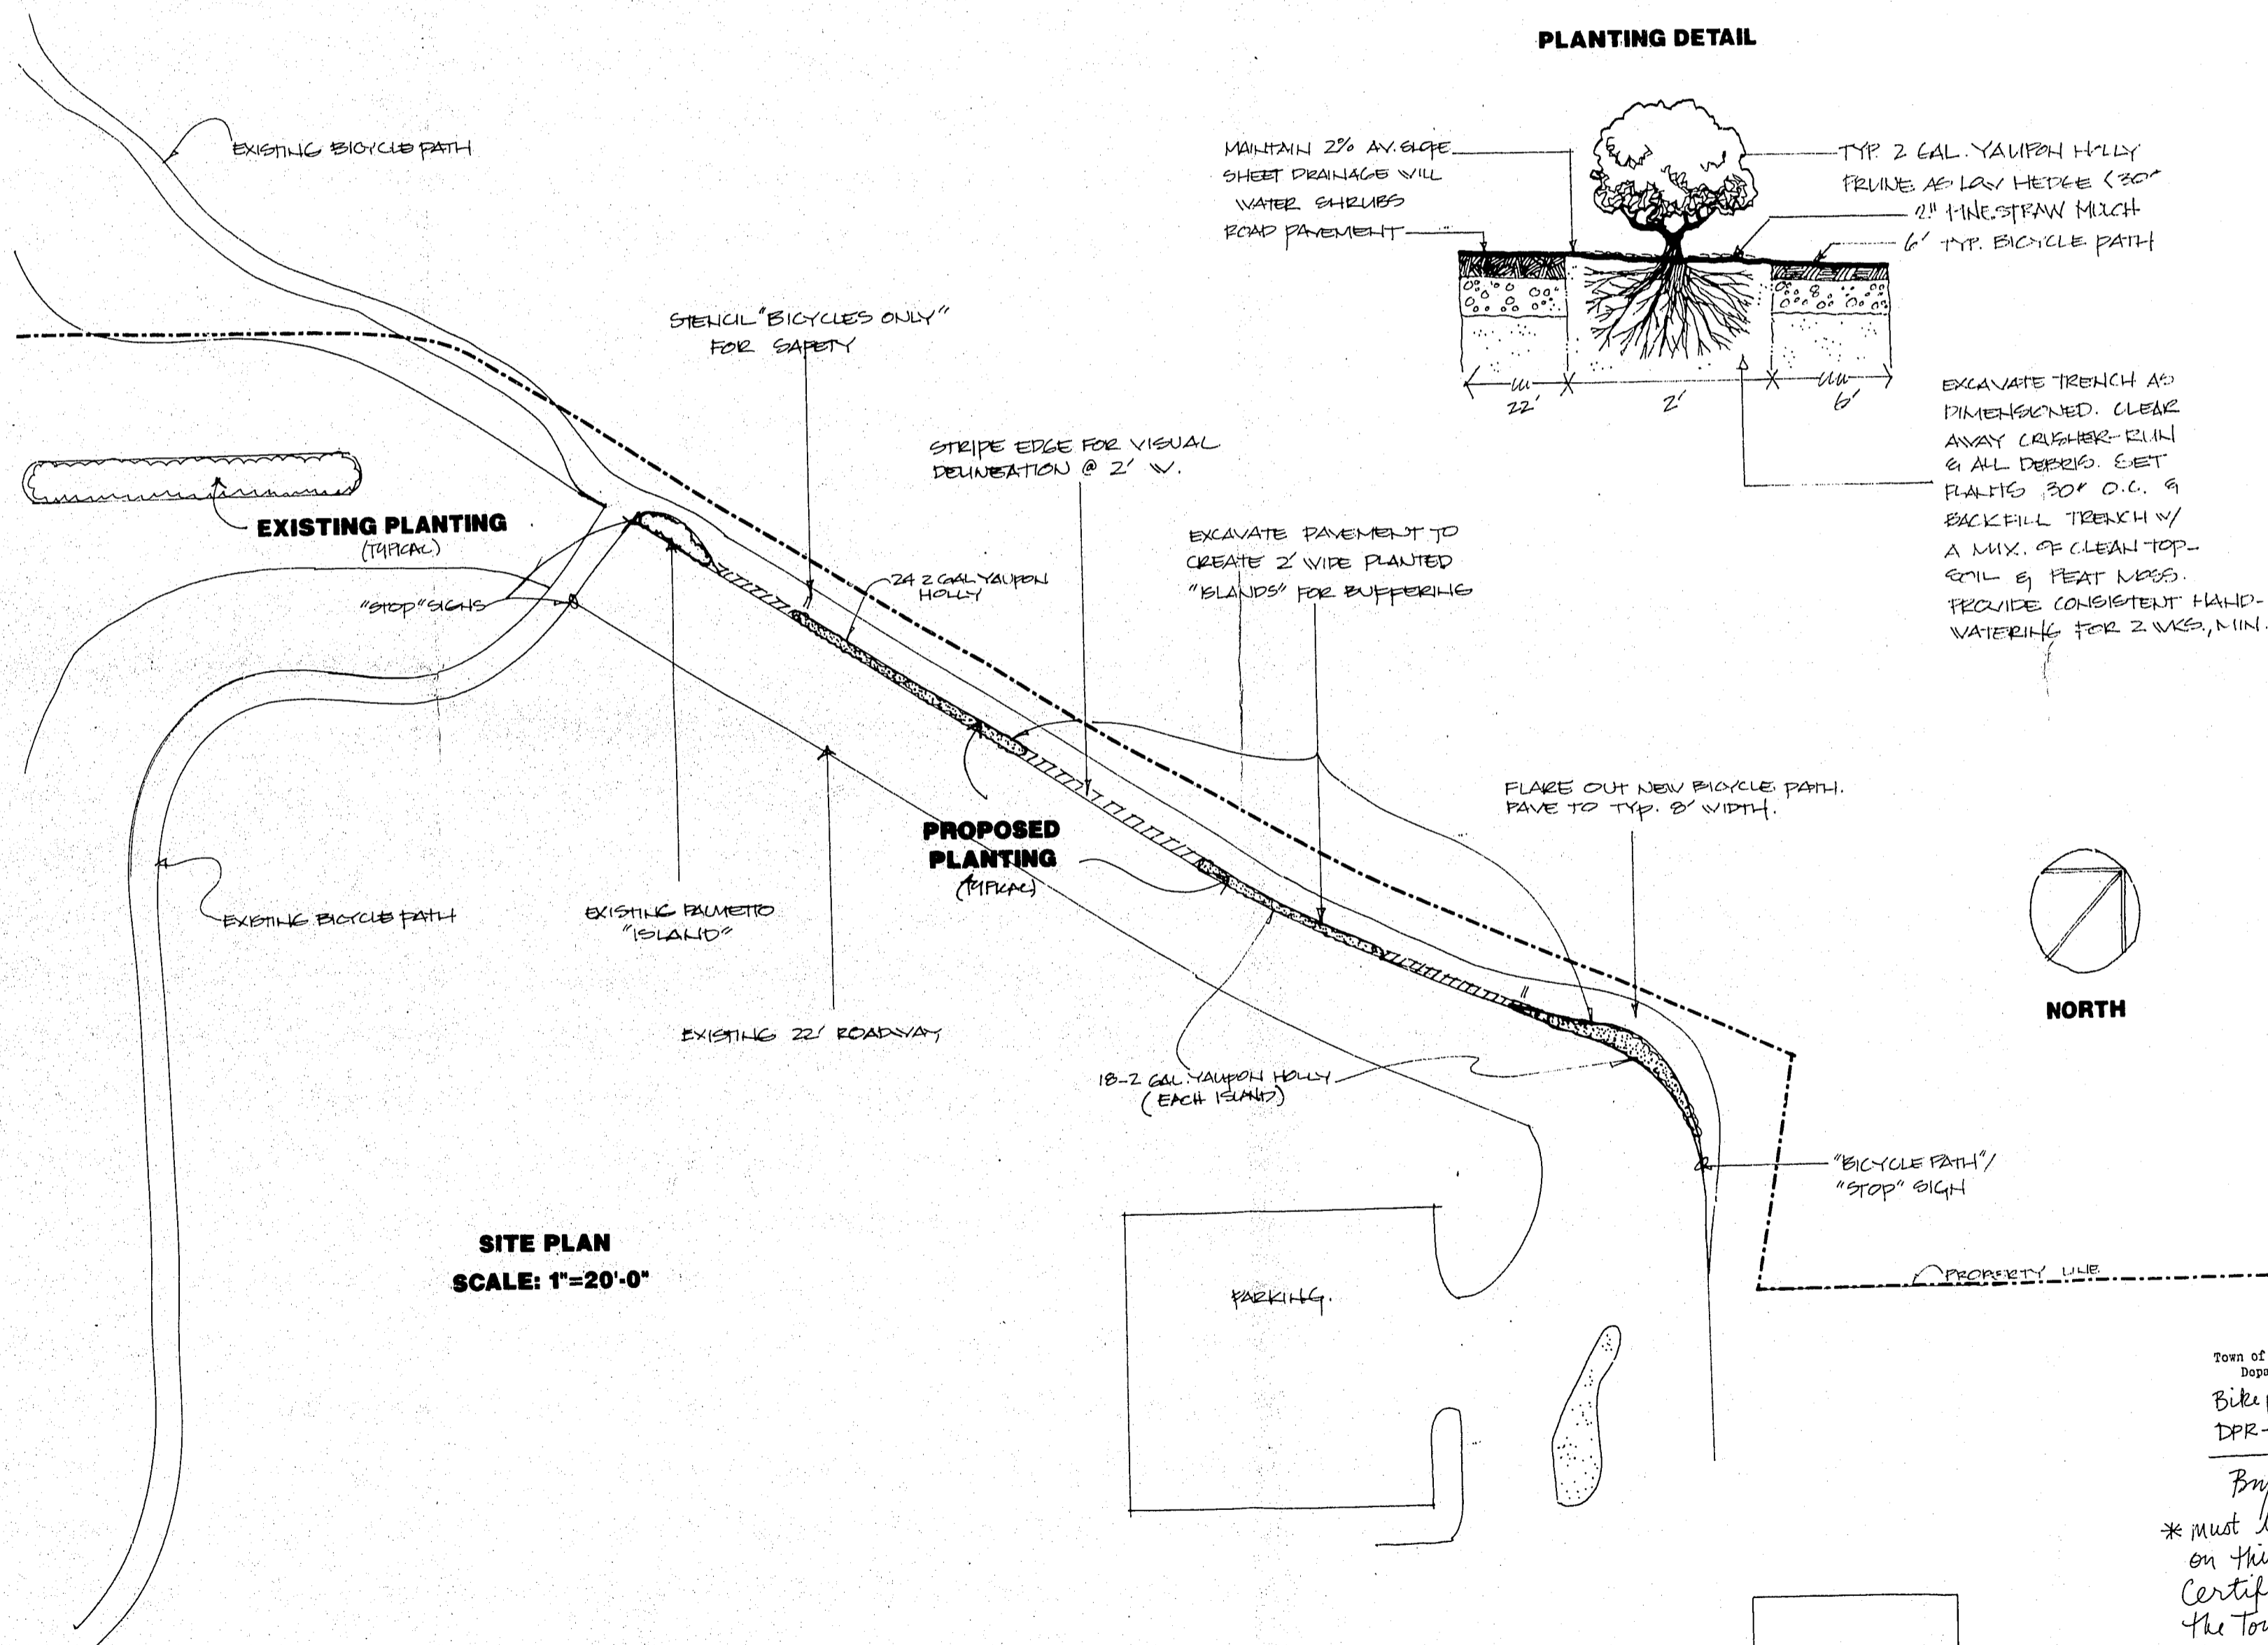 PLANTING DETAIL
EXISTING BICYCLE PATH
MAINTAIN 2% AV. SLOPE
SHEET DRAINAGE WILL
WATER SHRUBS
ROAD PAVEMENT
TYP. 2 GAL. YAUPON HOLLY
PRUNE AS LOW HEDGE <30"
2" PINESTRAW MULCH
6' TYP. BICYCLE PATH
22'
2'
6'
EXCAVATE TRENCH AS
DIMENSIONED. CLEAR
AWAY CRUSHER-RUN
& ALL DEBRIS. SET
PLANTS 30" O.C. &
BACKFILL TRENCH W/
A MIX. OF CLEAN TOP-
SOIL & PEAT MOSS.
PROVIDE CONSISTENT HAND-
WATERING FOR 2 WKS., MIN.
STENCIL "BICYCLES ONLY"
FOR SAFETY
STRIPE EDGE FOR VISUAL
DELINEATION @ 2' W.
EXCAVATE PAVEMENT TO
CREATE 2' WIDE PLANTED
"ISLANDS" FOR BUFFERING
EXISTING PLANTING
(TYPICAL)
24 2 GAL YAUPON
HOLLY
"STOP" SIGNS
FLARE OUT NEW BICYCLE PATH.
PAVE TO TYP. 8' WIDTH.
PROPOSED
PLANTING
(TYPICAL)
EXISTING BICYCLE PATH
EXISTING PALMETTO
"ISLAND"
EXISTING 22' ROADWAY
NORTH
18-2 GAL. YAUPON HOLLY
(EACH ISLAND)
"BICYCLE PATH"/
"STOP" SIGN
SITE PLAN
SCALE: 1"=20'-0"
PARKING.
PROPERTY LINE
Town of
Bike
DPR-
* must
on
the